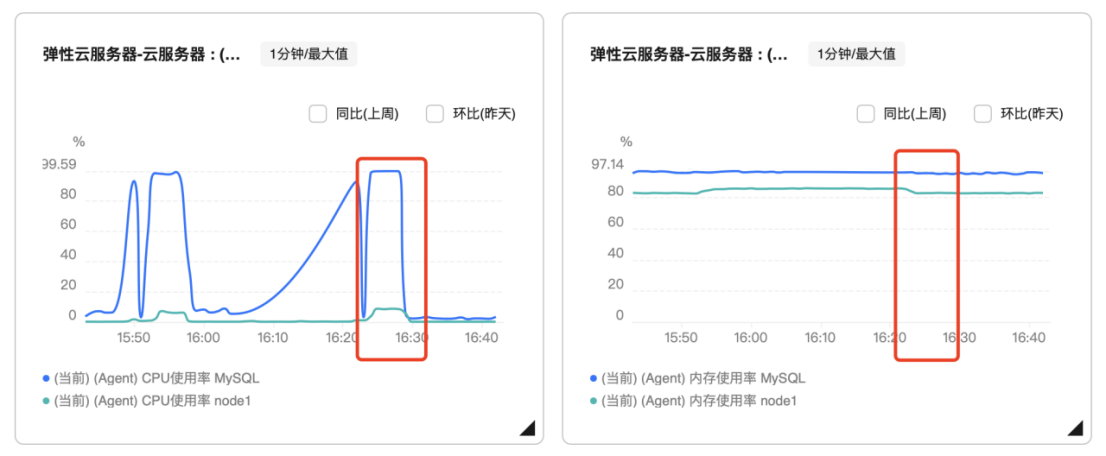 弹性云服务器-云服务器 : (... 1分钟/最大值
同比(上周) 环比(昨天)
%
99.59
80
60
40
20
0
15:50 16:00 16:10 16:20 16:30 16:40
(当前) (Agent) CPU使用率 MySQL
(当前) (Agent) CPU使用率 node1
弹性云服务器-云服务器 : (... 1分钟/最大值
同比(上周) 环比(昨天)
%
97.14
80
60
40
20
0
15:50 16:00 16:10 16:20 16:30 16:40
(当前) (Agent) 内存使用率 MySQL
(当前) (Agent) 内存使用率 node1